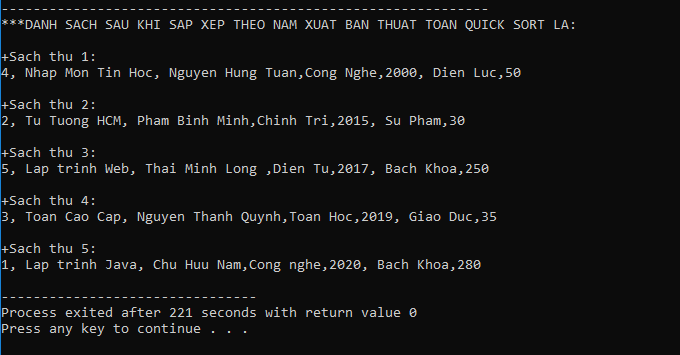 -------------------------------------------------------------
***DANH SACH SAU KHI SAP XEP THEO NAM XUAT BAN THUAT TOAN QUICK SORT LA:
+Sach thu 1:
4, Nhap Mon Tin Hoc, Nguyen Hung Tuan,Cong Nghe,2000, Dien Luc,50
+Sach thu 2:
2, Tu Tuong HCM, Pham Binh Minh,Chinh Tri,2015, Su Pham,30
+Sach thu 3:
5, Lap trinh Web, Thai Minh Long ,Dien Tu,2017, Bach Khoa,250
+Sach thu 4:
3, Toan Cao Cap, Nguyen Thanh Quynh,Toan Hoc,2019, Giao Duc,35
+Sach thu 5:
1, Lap trinh Java, Chu Huu Nam,Cong nghe,2020, Bach Khoa,280
--------------------------------
Process exited after 221 seconds with return value 0
Press any key to continue . . .